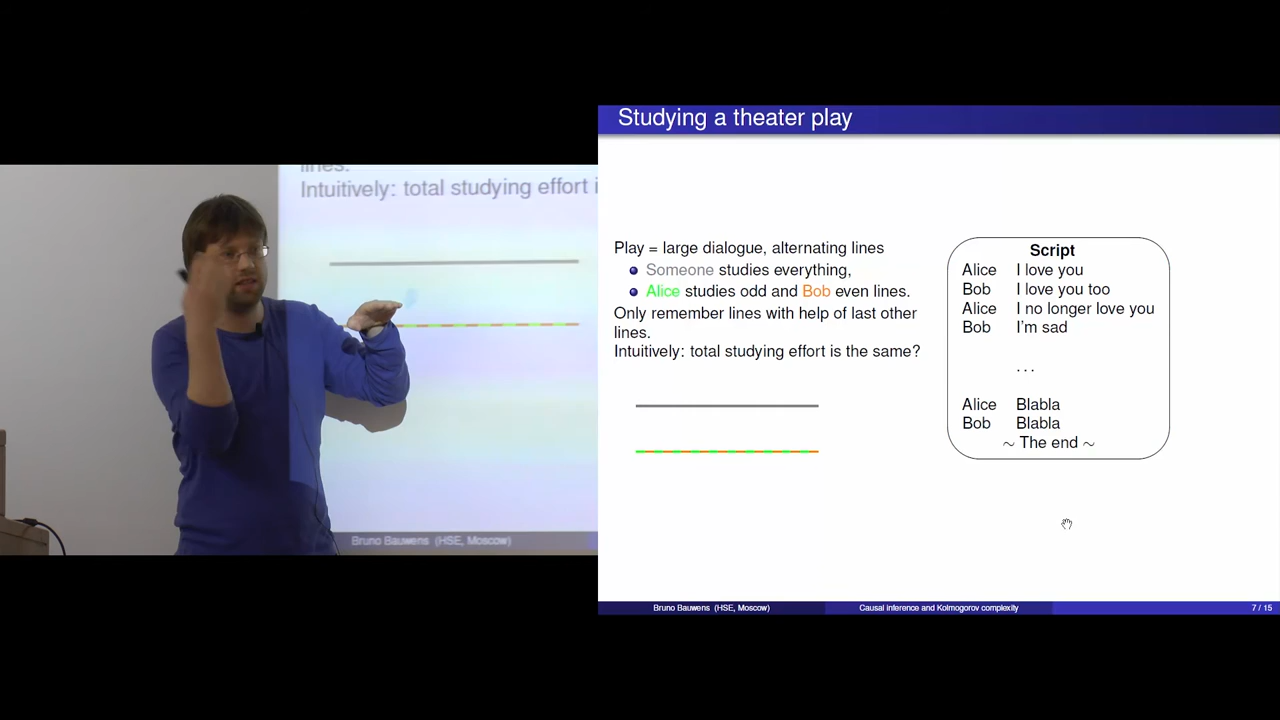 lines.
Intuitively: total studying effort i
Bruno Bauwens (HSE, Moscow)
Studying a theater play
Play = large dialogue, alternating lines
Someone studies everything,
Alice studies odd and Bob even lines.
Only remember lines with help of last other
lines.
Intuitively: total studying effort is the same?
Script
Alice I love you
Bob I love you too
Alice I no longer love you
Bob I'm sad
...
Alice Blabla
Bob Blabla
~ The end ~
Bruno Bauwens (HSE, Moscow) Causal inference and Kolmogorov complexity 7 / 15